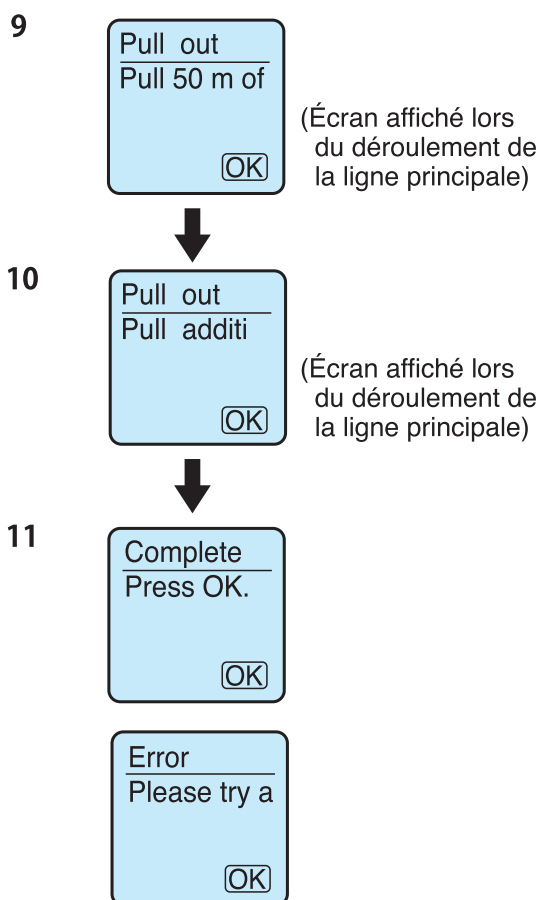 9
Pull out
Pull 50 m of
OK
(Écran affiché lors
du déroulement de
la ligne principale)
10
Pull out
Pull additi
OK
(Écran affiché lors
du déroulement de
la ligne principale)
11
Complete
Press OK.
OK
Error
Please try a
OK